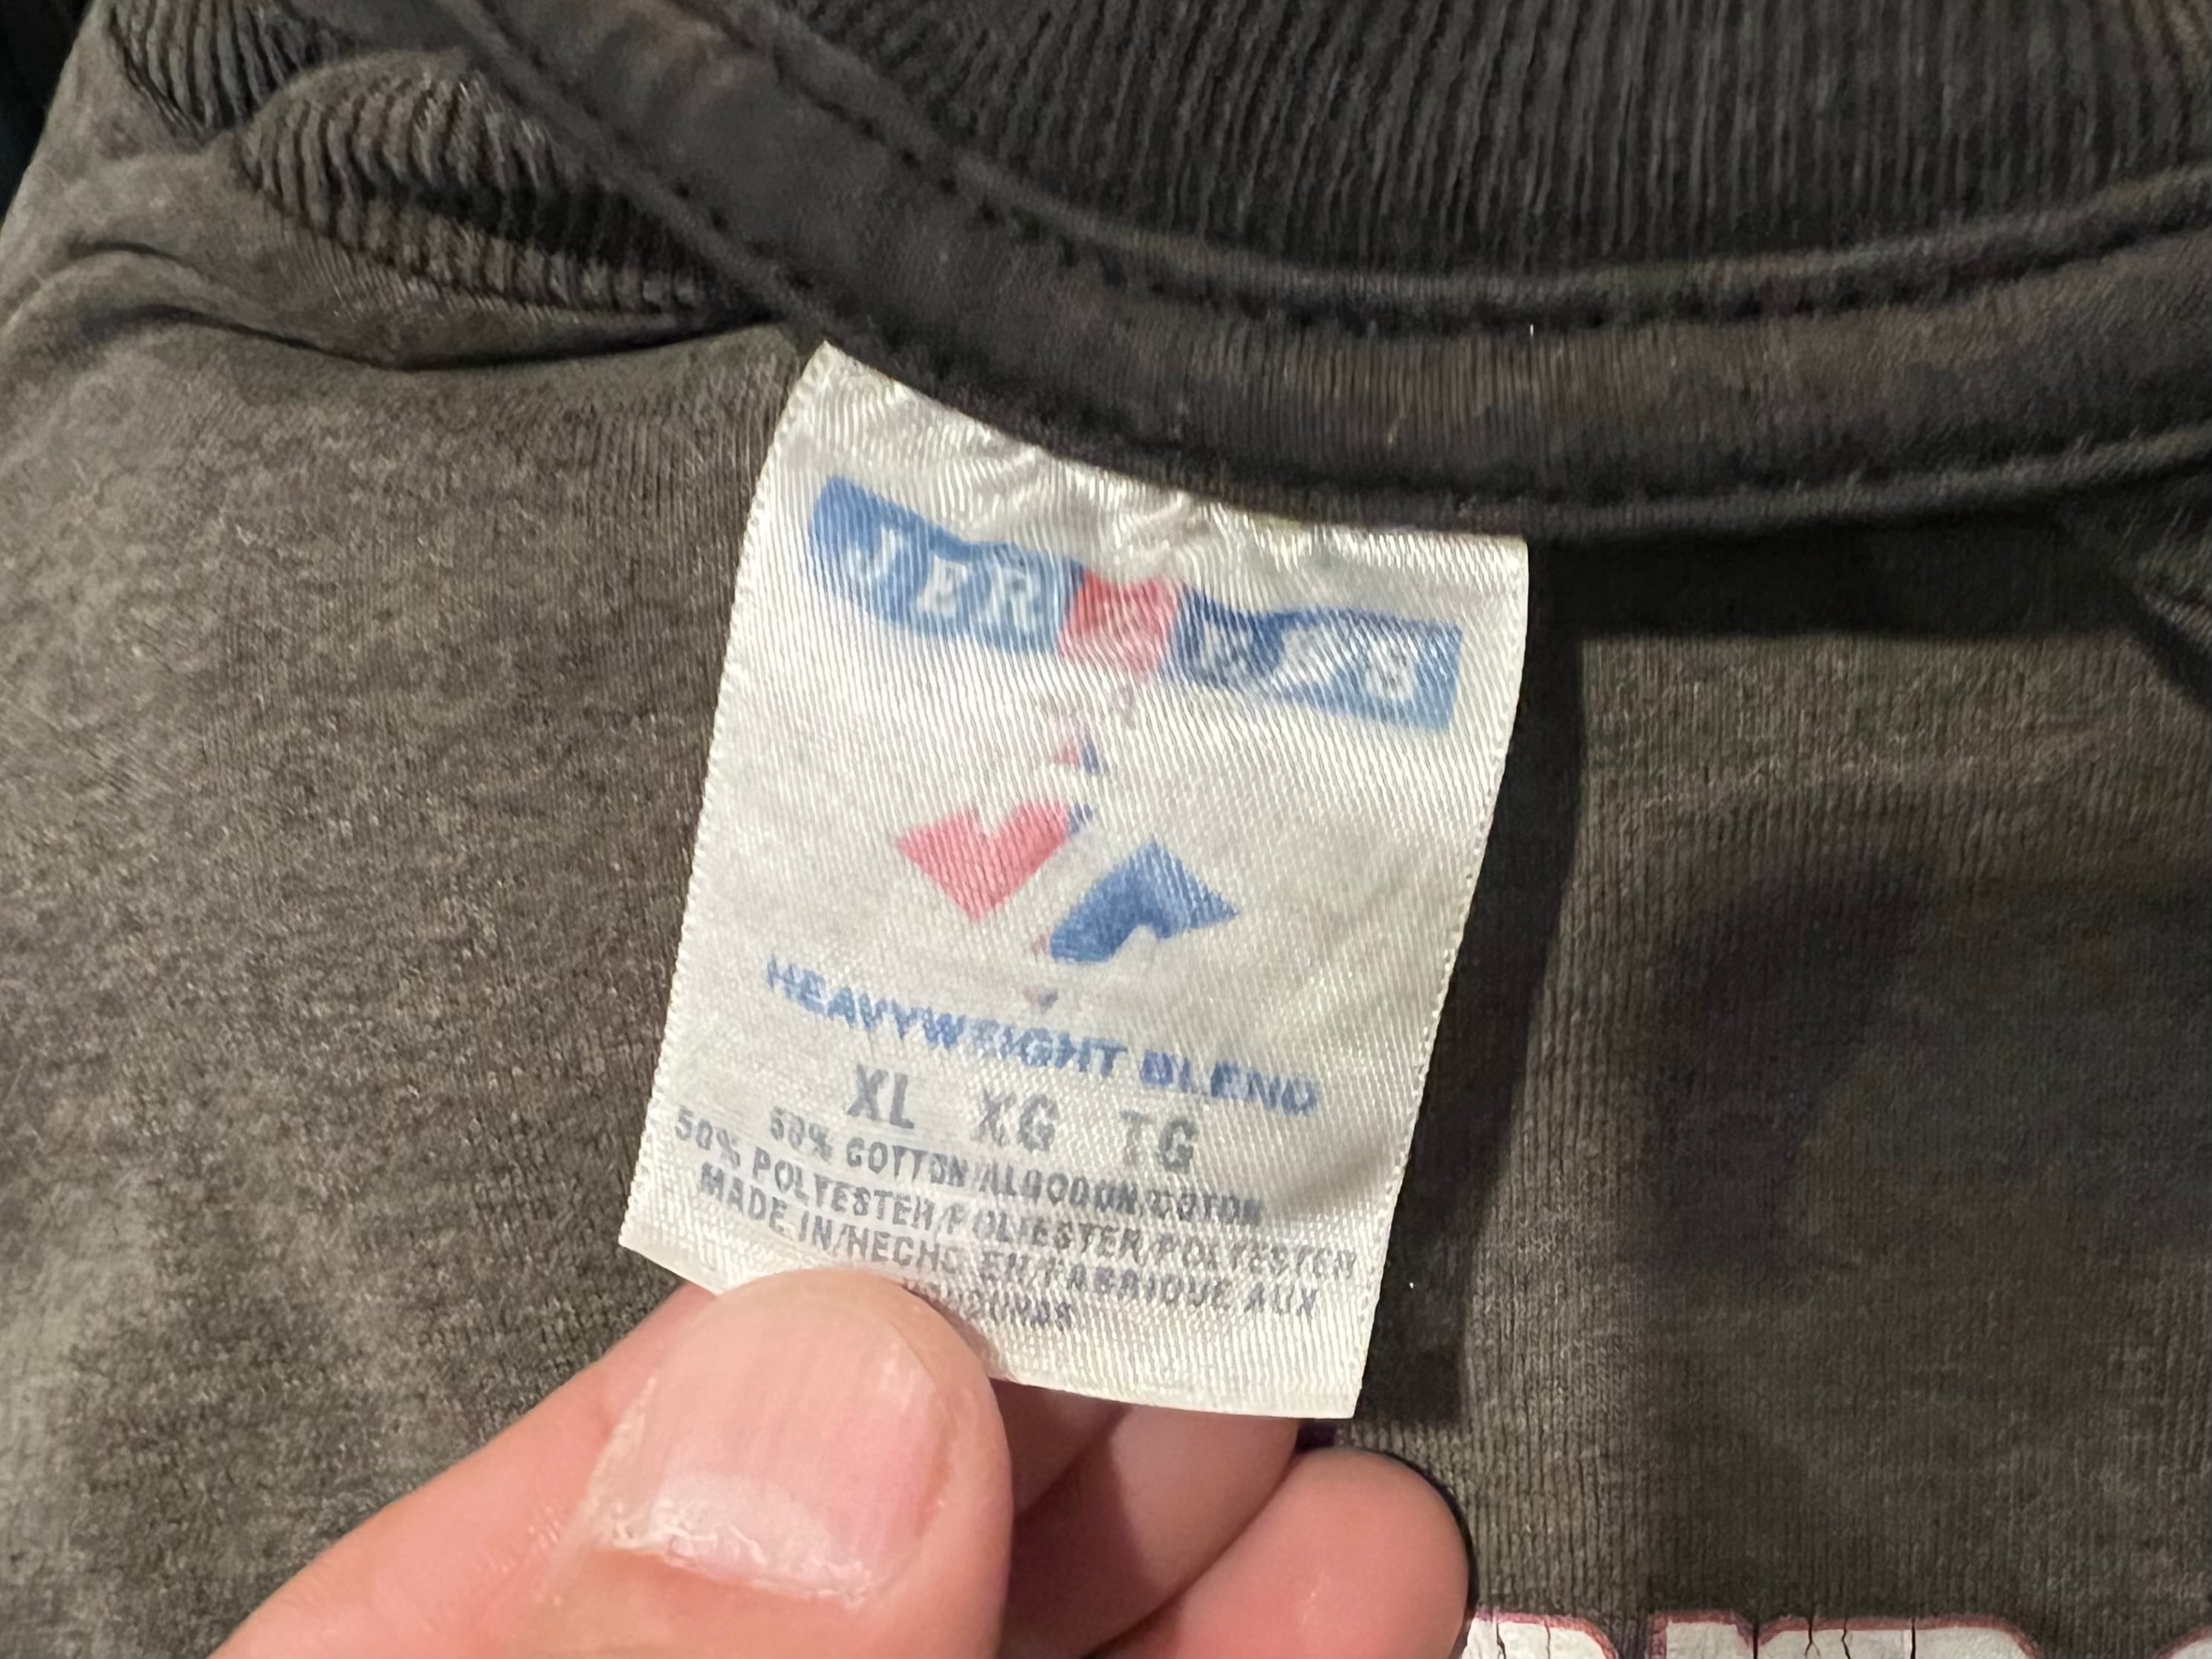 JERZEES
HEAVYWEIGHT BLEND
XL XG TG
50% COTTON/ALGODON/COTON
50% POLYESTER/POLIESTER/POLYESTER
MADE IN/HECHO EN/FABRIQUE AUX
HONDURAS